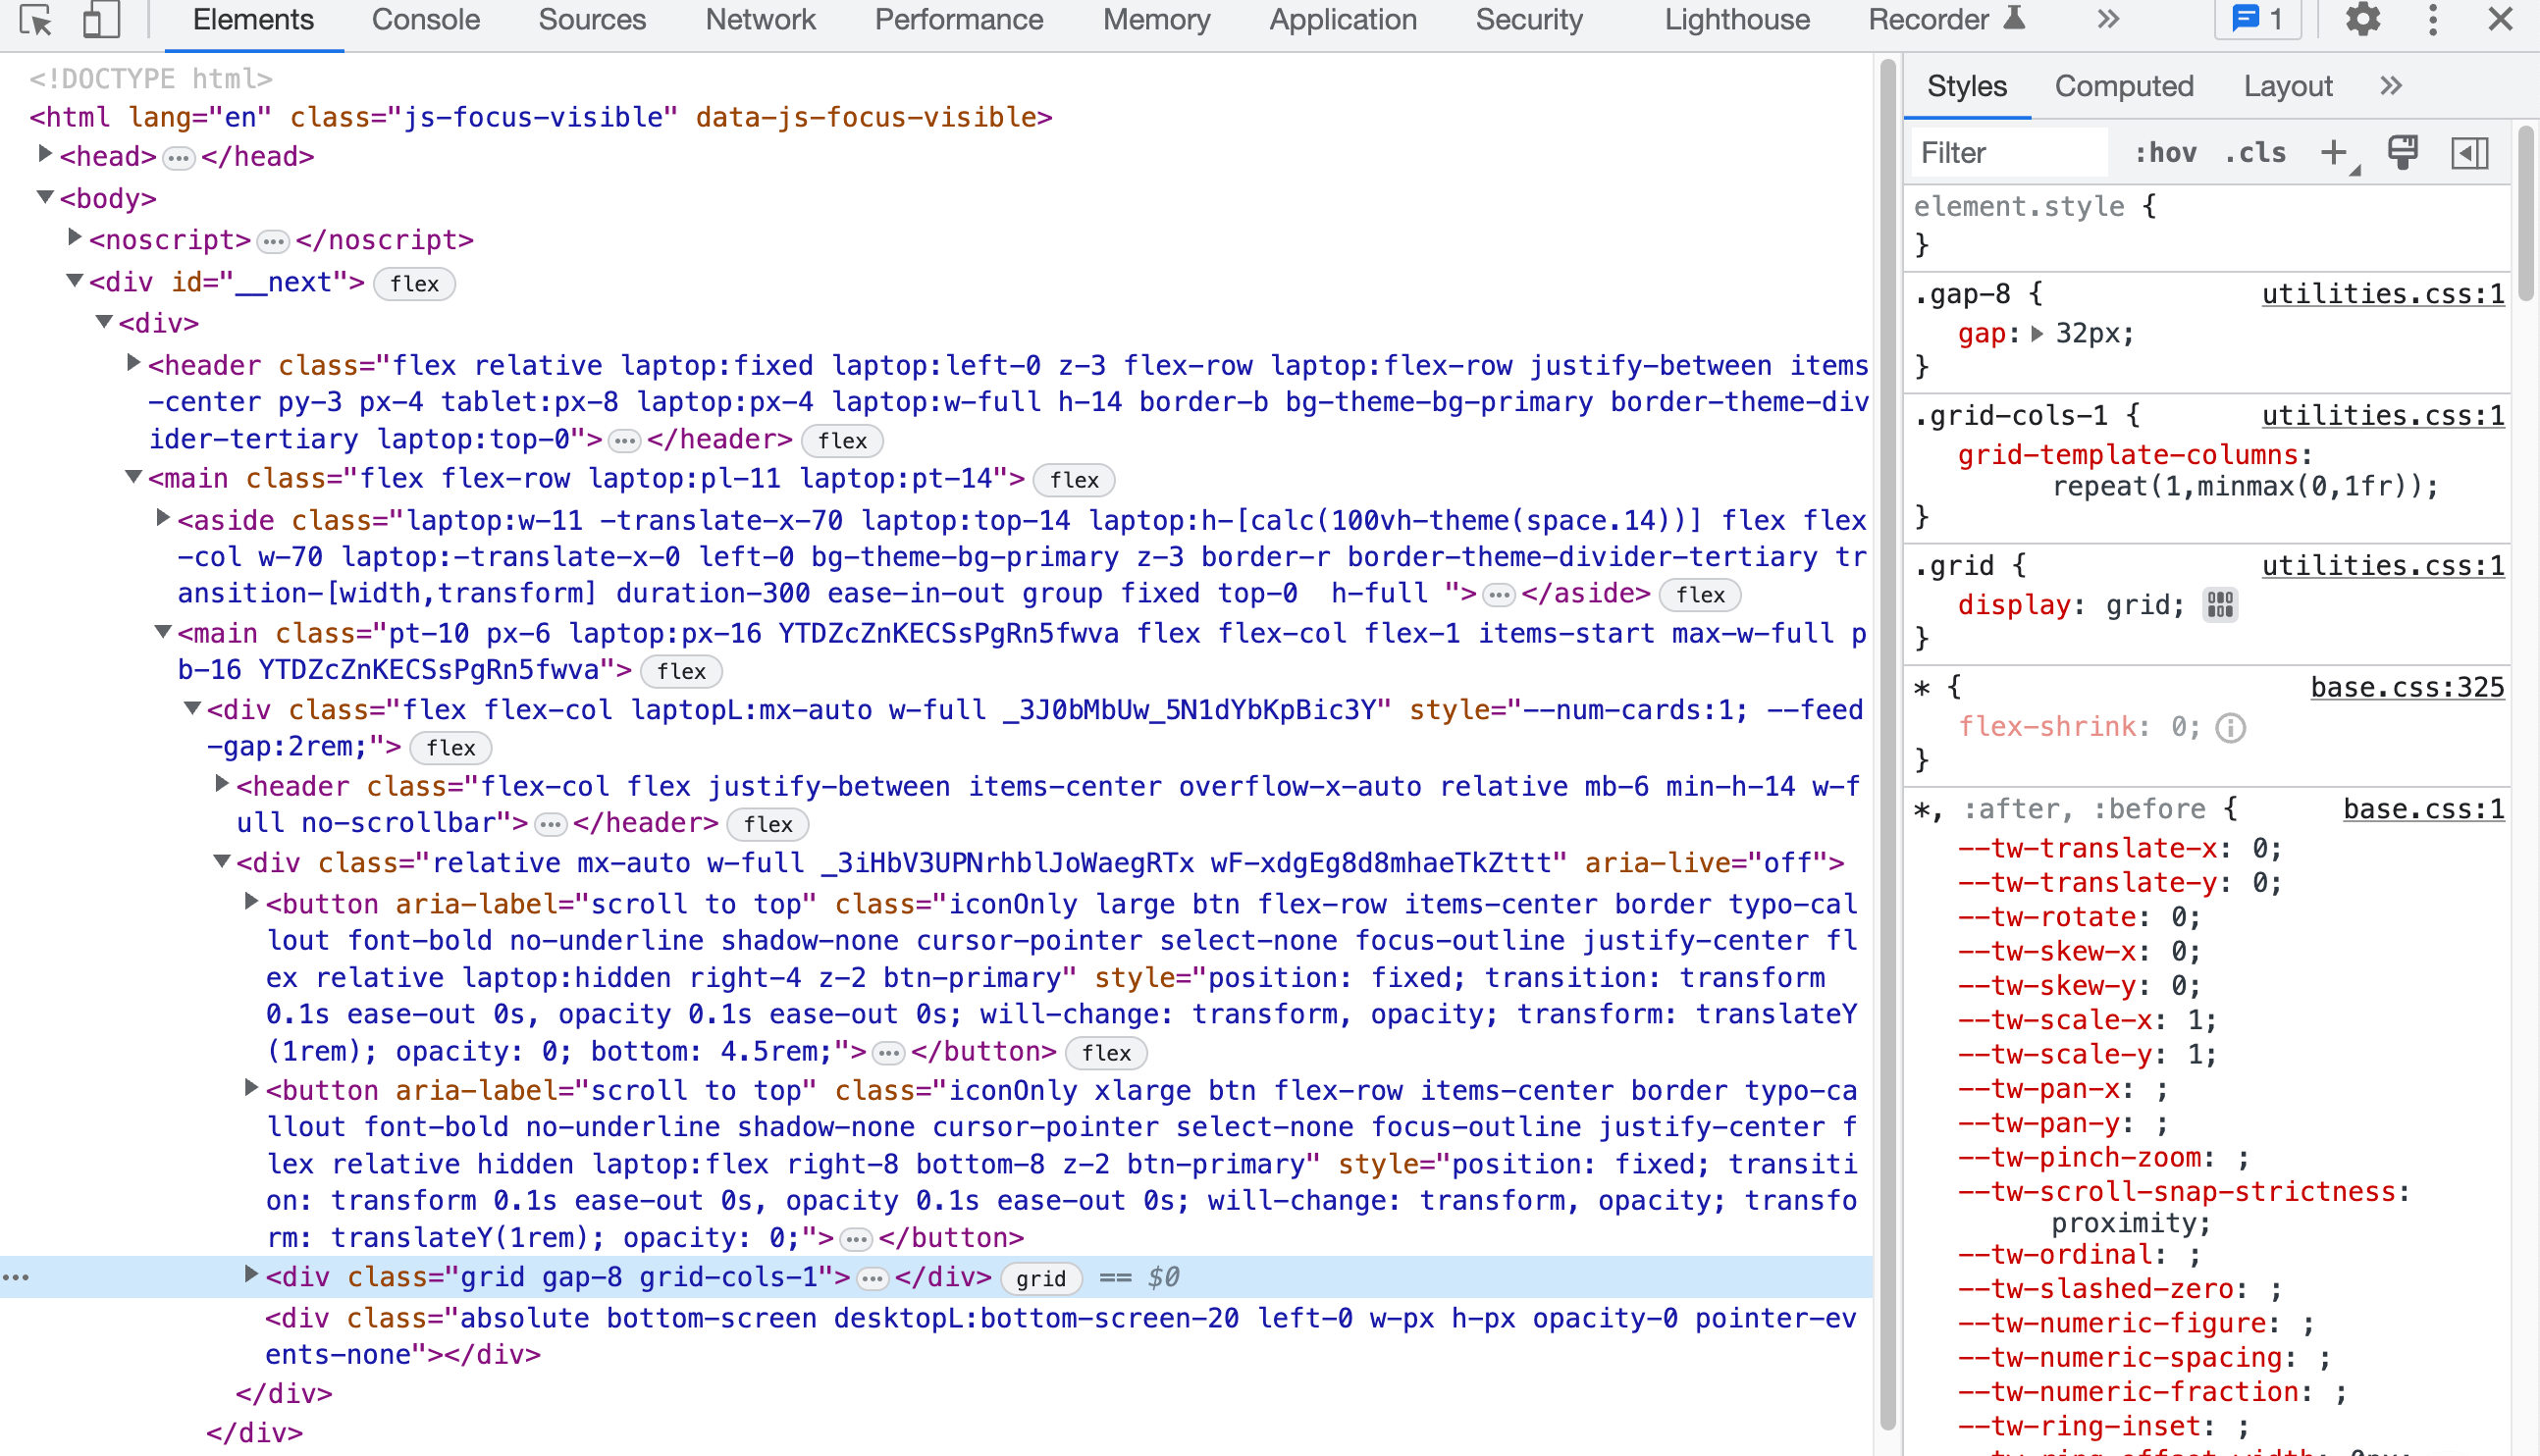 Elements Console Sources Network Performance Memory Application Security Lighthouse Recorder 1
<!DOCTYPE html>
<html lang="en" class="js-focus-visible" data-js-focus-visible>
<head>…</head>
<body>
<noscript>…</noscript>
<div id="__next"> flex
<div>
<header class="flex relative laptop:fixed laptop:left-0 z-3 flex-row laptop:flex-row justify-between items
-center py-3 px-4 tablet:px-8 laptop:px-4 laptop:w-full h-14 border-b bg-theme-bg-primary border-theme-div
ider-tertiary laptop:top-0">…</header> flex
<main class="flex flex-row laptop:pl-11 laptop:pt-14"> flex
<aside class="laptop:w-11 -translate-x-70 laptop:top-14 laptop:h-[calc(100vh-theme(space.14))] flex flex
-col w-70 laptop:-translate-x-0 left-0 bg-theme-bg-primary z-3 border-r border-theme-divider-tertiary tr
ansition-[width,transform] duration-300 ease-in-out group fixed top-0  h-full ">…</aside> flex
<main class="pt-10 px-6 laptop:px-16 YTDZcZnKECSsPgRn5fwva flex flex-col flex-1 items-start max-w-full p
b-16 YTDZcZnKECSsPgRn5fwva"> flex
<div class="flex flex-col laptopL:mx-auto w-full _3J0bMbUw_5N1dYbKpBic3Y" style="--num-cards:1; --feed
-gap:2rem;"> flex
<header class="flex-col flex justify-between items-center overflow-x-auto relative mb-6 min-h-14 w-f
ull no-scrollbar">…</header> flex
<div class="relative mx-auto w-full _3iHbV3UPNrhblJoWaegRTx wF-xdgEg8d8mhaeTkZttt" aria-live="off">
<button aria-label="scroll to top" class="iconOnly large btn flex-row items-center border typo-cal
lout font-bold no-underline shadow-none cursor-pointer select-none focus-outline justify-center fl
ex relative laptop:hidden right-4 z-2 btn-primary" style="position: fixed; transition: transform
0.1s ease-out 0s, opacity 0.1s ease-out 0s; will-change: transform, opacity; transform: translateY
(1rem); opacity: 0; bottom: 4.5rem;">…</button> flex
<button aria-label="scroll to top" class="iconOnly xlarge btn flex-row items-center border typo-ca
llout font-bold no-underline shadow-none cursor-pointer select-none focus-outline justify-center f
lex relative hidden laptop:flex right-8 bottom-8 z-2 btn-primary" style="position: fixed; transiti
on: transform 0.1s ease-out 0s, opacity 0.1s ease-out 0s; will-change: transform, opacity; transfo
rm: translateY(1rem); opacity: 0;">…</button>
<div class="grid gap-8 grid-cols-1">…</div> grid == $0
<div class="absolute bottom-screen desktopL:bottom-screen-20 left-0 w-px h-px opacity-0 pointer-ev
ents-none"></div>
</div>
</div>
Styles Computed Layout
Filter :hov .cls
element.style {
}
.gap-8 { utilities.css:1
gap: 32px;
}
.grid-cols-1 { utilities.css:1
grid-template-columns:
repeat(1,minmax(0,1fr));
}
.grid { utilities.css:1
display: grid;
}
* { base.css:325
flex-shrink: 0;
}
*, :after, :before { base.css:1
--tw-translate-x: 0;
--tw-translate-y: 0;
--tw-rotate: 0;
--tw-skew-x: 0;
--tw-skew-y: 0;
--tw-scale-x: 1;
--tw-scale-y: 1;
--tw-pan-x: ;
--tw-pan-y: ;
--tw-pinch-zoom: ;
--tw-scroll-snap-strictness:
proximity;
--tw-ordinal: ;
--tw-slashed-zero: ;
--tw-numeric-figure: ;
--tw-numeric-spacing: ;
--tw-numeric-fraction: ;
--tw-ring-inset: ;